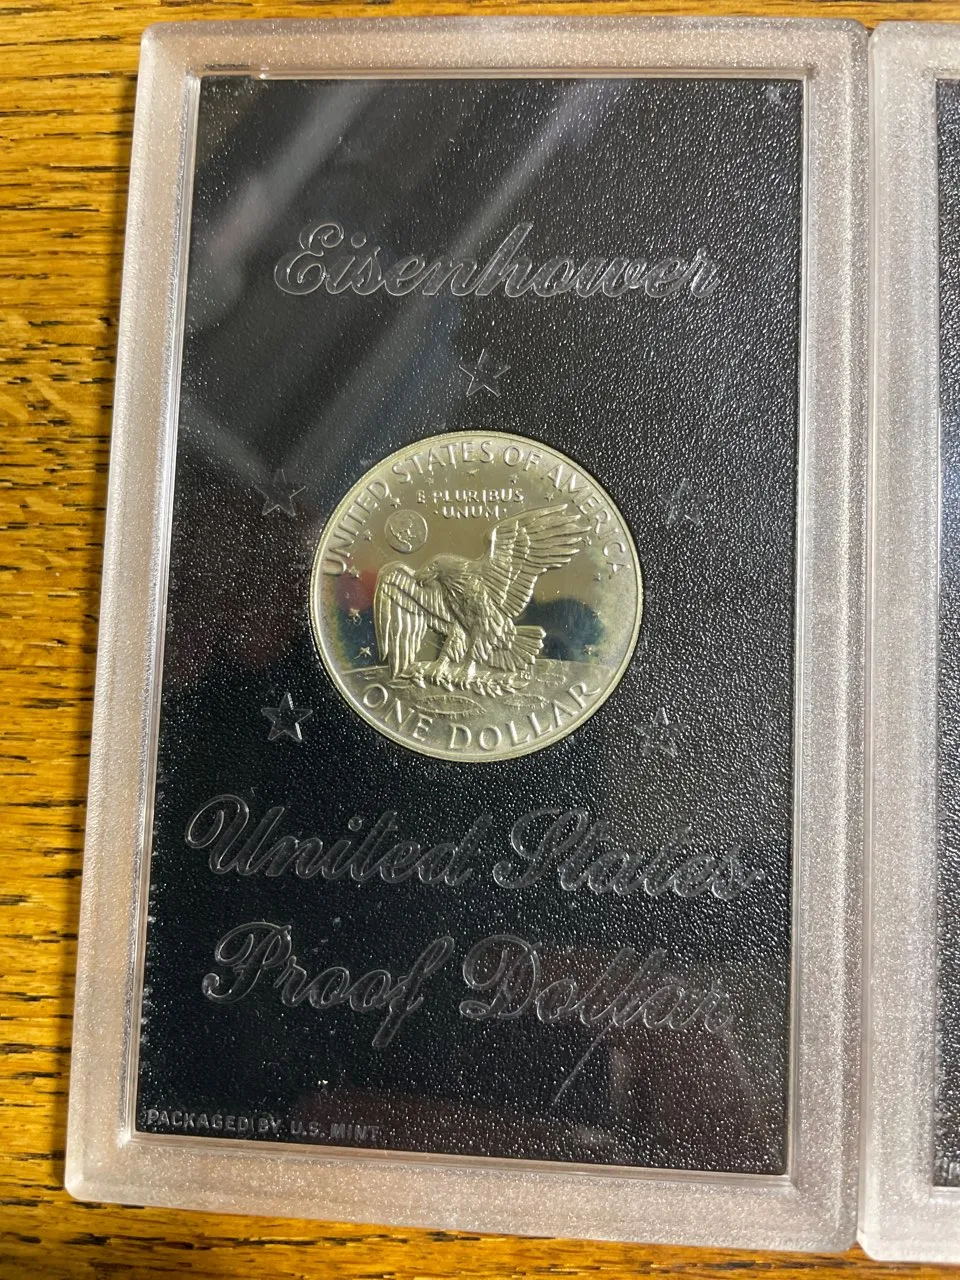 Eisenhower
UNITED STATES OF AMERICA
E PLURIBUS
·UNUM·
ONE DOLLAR
United States
Proof Dollar
PACKAGED BY U.S. MINT